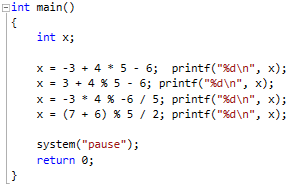 int main()
{
    int x;

    x = -3 + 4 * 5 - 6;  printf("%d\n", x);
    x = 3 + 4 % 5 - 6; printf("%d\n", x);
    x = -3 * 4 % -6 / 5; printf("%d\n", x);
    x = (7 + 6) % 5 / 2; printf("%d\n", x);

    system("pause");
    return 0;
}